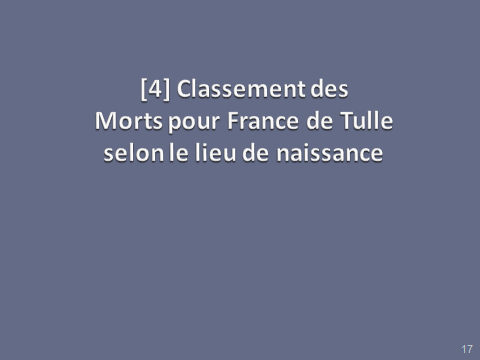 [4] Classement des
Morts pour France de Tulle
selon le lieu de naissance
17